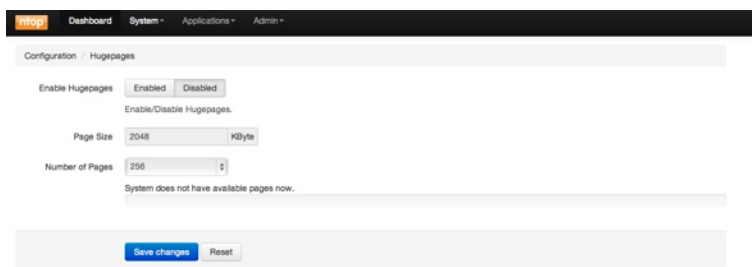 ntop Dashboard System Applications Admin
Configuration / Hugepages
Enable Hugepages Enabled Disabled
Enable/Disable Hugepages.
Page Size 2048 KByte
Number of Pages 256
System does not have available pages now.
Save changes Reset